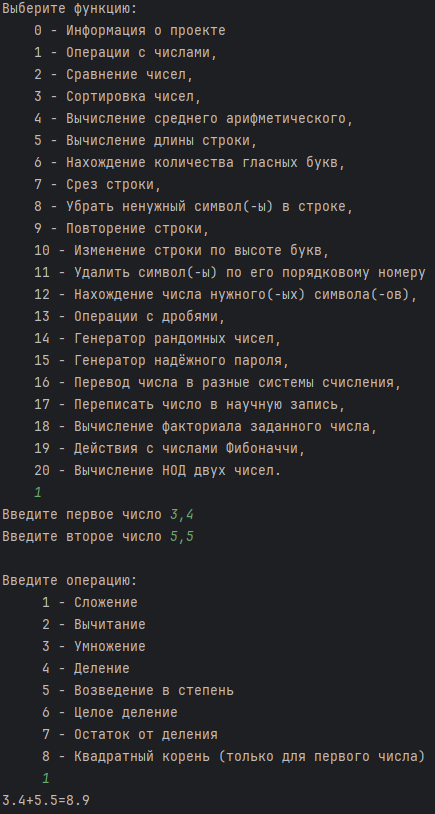 Выберите функцию:
0 - Информация о проекте
1 - Операции с числами,
2 - Сравнение чисел,
3 - Сортировка чисел,
4 - Вычисление среднего арифметического,
5 - Вычисление длины строки,
6 - Нахождение количества гласных букв,
7 - Срез строки,
8 - Убрать ненужный символ(-ы) в строке,
9 - Повторение строки,
10 - Изменение строки по высоте букв,
11 - Удалить символ(-ы) по его порядковому номеру
12 - Нахождение числа нужного(-ых) символа(-ов),
13 - Операции с дробями,
14 - Генератор рандомных чисел,
15 - Генератор надёжного пароля,
16 - Перевод числа в разные системы счисления,
17 - Переписать число в научную запись,
18 - Вычисление факториала заданного числа,
19 - Действия с числами Фибоначчи,
20 - Вычисление НОД двух чисел.
1
Введите первое число 3,4
Введите второе число 5,5
Введите операцию:
1 - Сложение
2 - Вычитание
3 - Умножение
4 - Деление
5 - Возведение в степень
6 - Целое деление
7 - Остаток от деления
8 - Квадратный корень (только для первого числа)
1
3.4+5.5=8.9